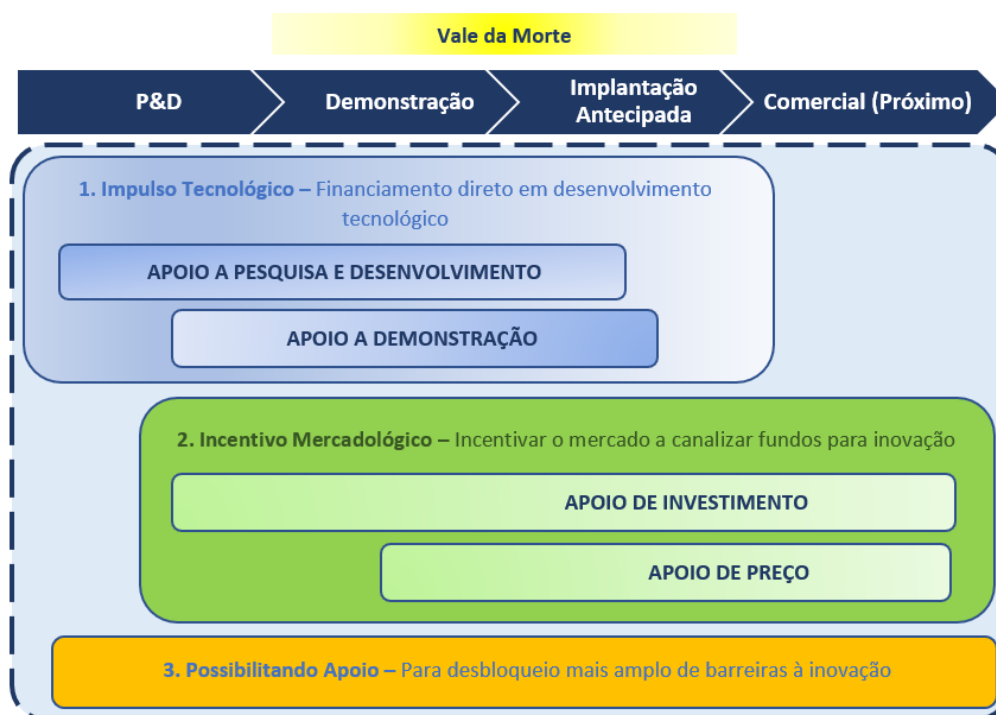 Vale da Morte
P&D
Demonstração
Implantação
Antecipada
Comercial (Próximo)
1. Impulso Tecnológico – Financiamento direto em desenvolvimento
tecnológico
APOIO A PESQUISA E DESENVOLVIMENTO
APOIO A DEMONSTRAÇÃO
2. Incentivo Mercadológico – Incentivar o mercado a canalizar fundos para inovação
APOIO DE INVESTIMENTO
APOIO DE PREÇO
3. Possibilitando Apoio – Para desbloqueio mais amplo de barreiras à inovação